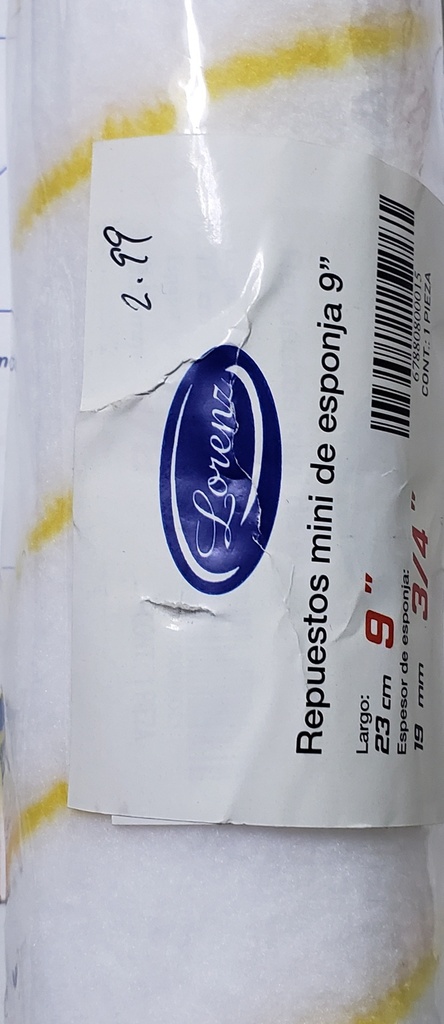 2.99
Lorenz
Repuestos mini de esponja 9”
Largo:
23 cm 9”
Espesor de esponja:
19 mm 3/4”
67880800015
CONT.: 1 PIEZA